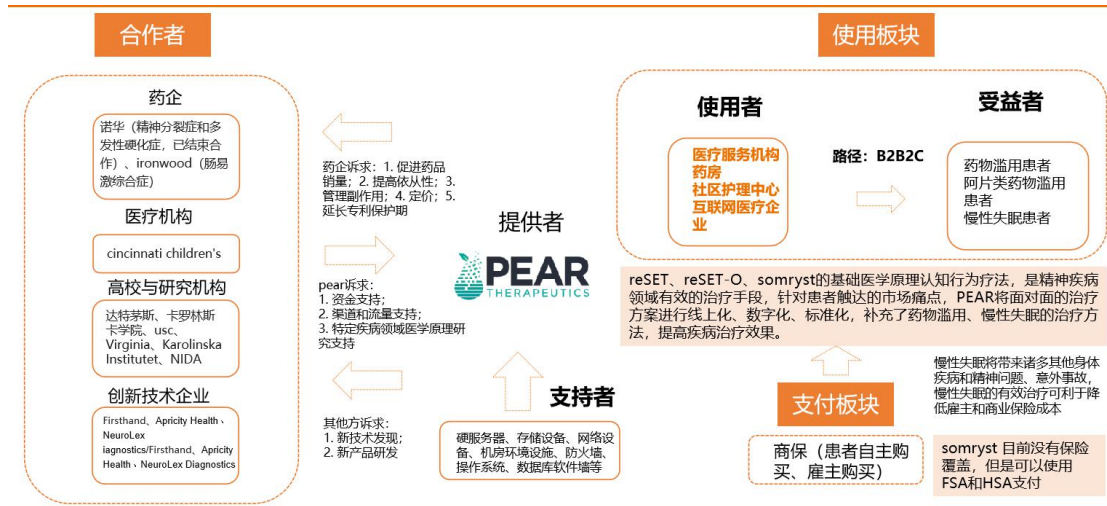 合作者
药企
诺华（精神分裂症和多
发性硬化症，已结束合
作）、ironwood（肠易
激综合症）
医疗机构
cincinnati children's
高校与研究机构
达特茅斯、卡罗林斯
卡学院、usc、
Virginia、Karolinska
Institutet、NIDA
创新技术企业
Firsthand、Apricity Health、
NeuroLex
iagnostics/Firsthand、Apricity
Health、NeuroLex Diagnostics
药企诉求：1. 促进药品
销量；2. 提高依从性；3.
管理副作用；4. 定价；5.
延长专利保护期
pear诉求：
1. 资金支持；
2. 渠道和流量支持；
3. 特定疾病领域医学原理研
究支持
其他方诉求：
1. 新技术发现；
2. 新产品研发
提供者
PEAR
THERAPEUTICS
支持者
硬服务器、存储设备、网络设
备、机房环境设施、防火墙、
操作系统、数据库软件墙等
使用板块
使用者
医疗服务机构
药房
社区护理中心
互联网医疗企
业
路径：B2B2C
受益者
药物滥用患者
阿片类药物滥用
患者
慢性失眠患者
reSET、reSET-O、somryst的基础医学原理认知行为疗法，是精神疾病
领域有效的治疗手段，针对患者触达的市场痛点，PEAR将面对面的治疗
方案进行线上化、数字化、标准化，补充了药物滥用、慢性失眠的治疗方
法，提高疾病治疗效果。
慢性失眠将带来诸多其他身体
疾病和精神问题、意外事故，
慢性失眠的有效治疗可利于降
低雇主和商业保险成本
支付板块
商保（患者自主购
买、雇主购买）
somryst 目前没有保险
覆盖，但是可以使用
FSA和HSA支付